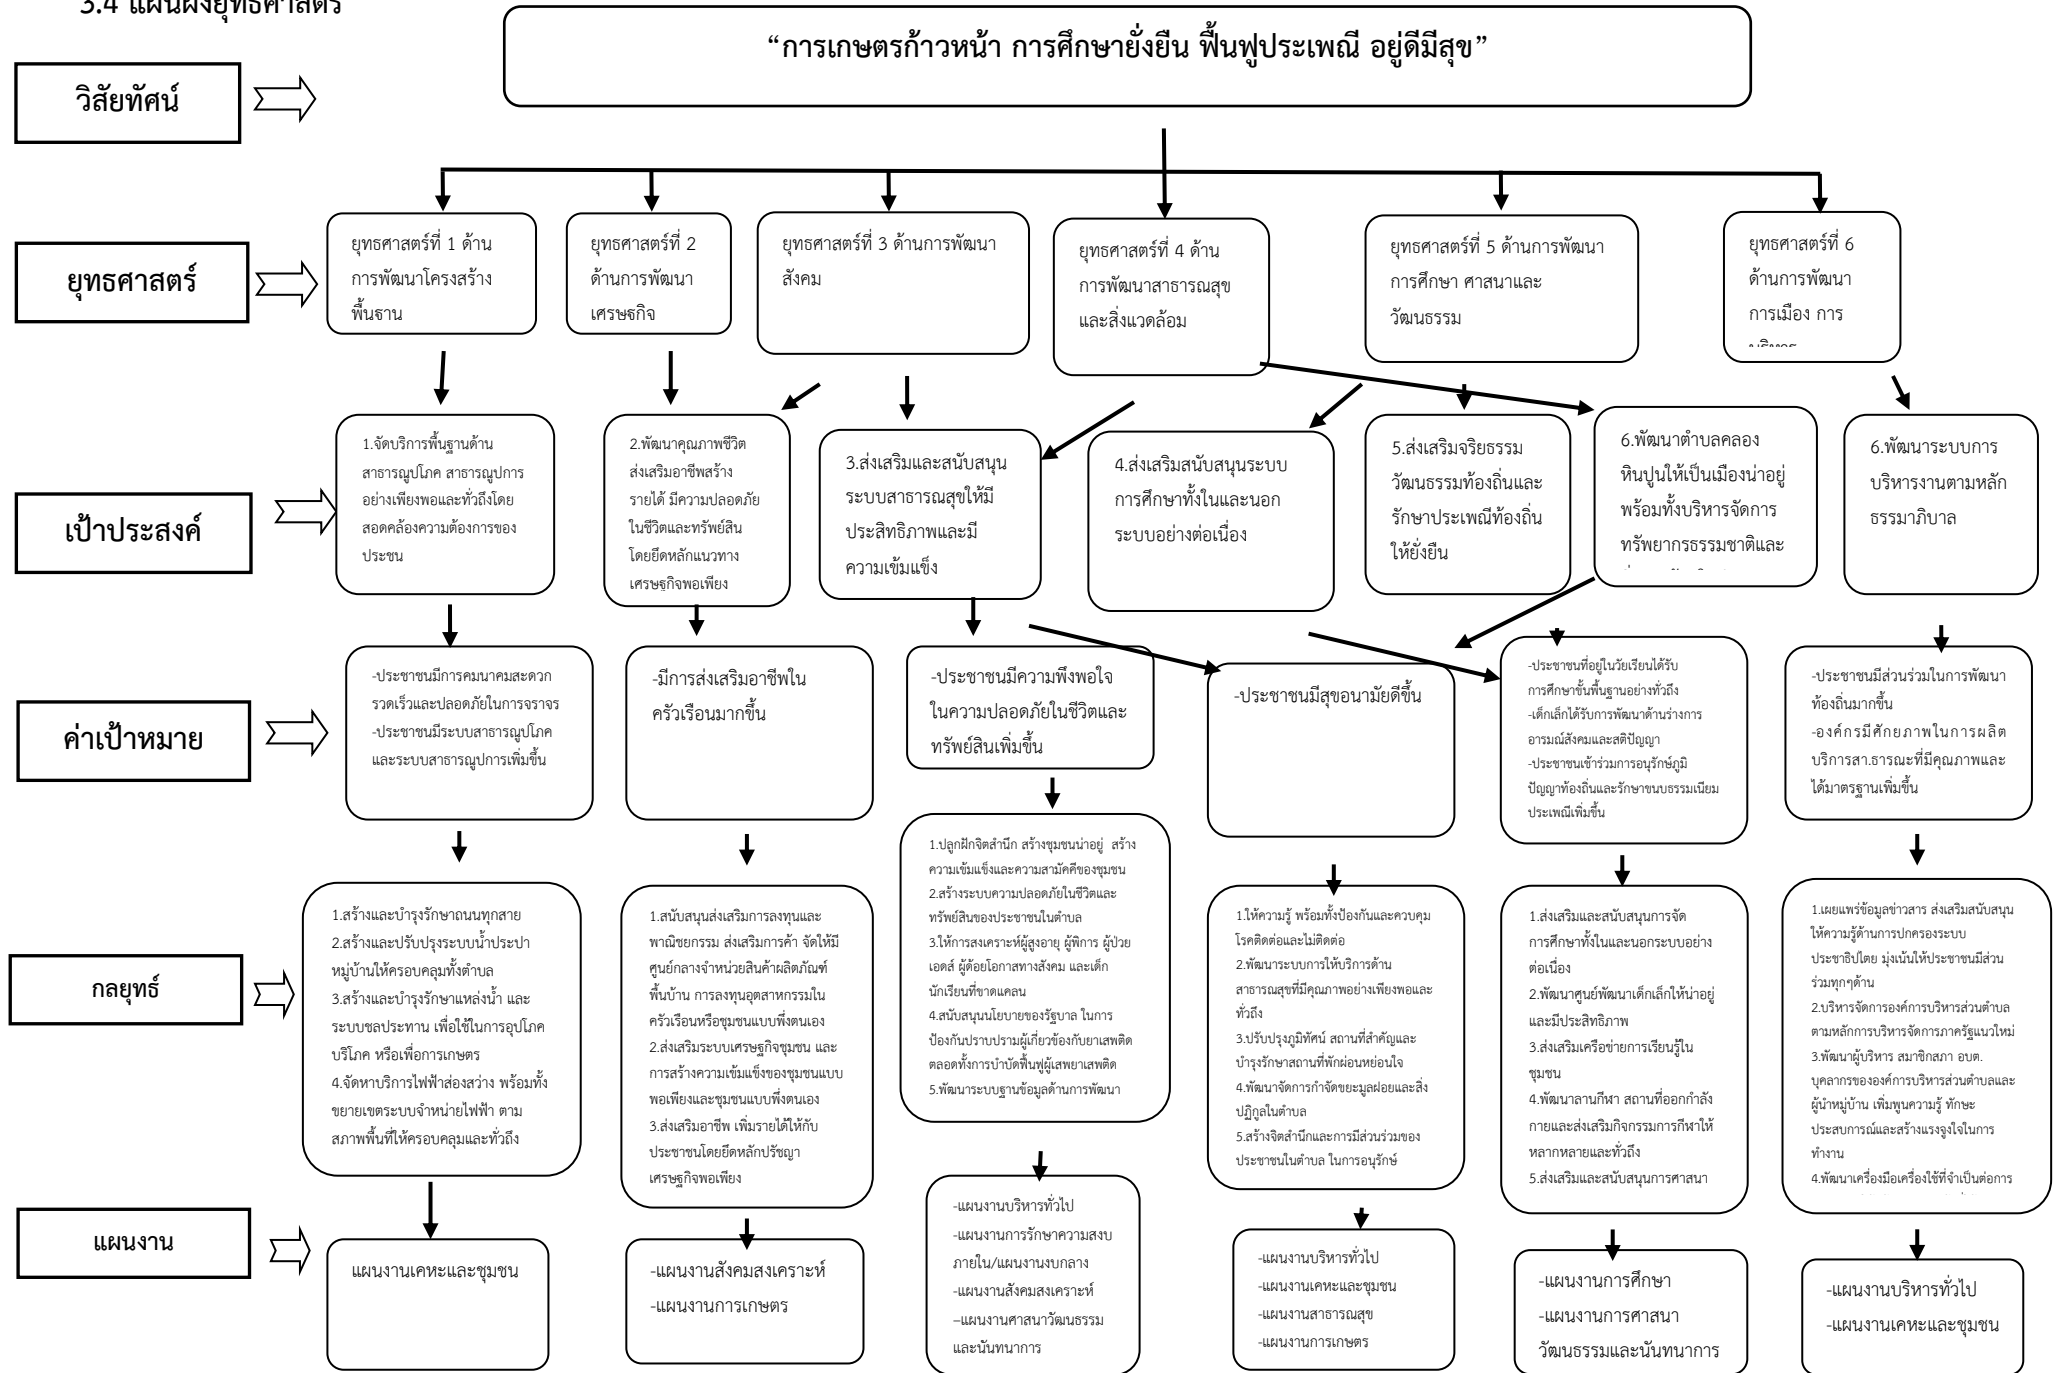 3.4 แผนผังยุทธศาสตร์
“การเกษตรก้าวหน้า การศึกษายั่งยืน ฟื้นฟูประเพณี อยู่ดีมีสุข”
วิสัยทัศน์
ยุทธศาสตร์
ยุทธศาสตร์ที่ 1 ด้าน
การพัฒนาโครงสร้าง
พื้นฐาน
ยุทธศาสตร์ที่ 2
ด้านการพัฒนา
เศรษฐกิจ
ยุทธศาสตร์ที่ 3 ด้านการพัฒนา
สังคม
ยุทธศาสตร์ที่ 4 ด้าน
การพัฒนาสาธารณสุข
และสิ่งแวดล้อม
ยุทธศาสตร์ที่ 5 ด้านการพัฒนา
การศึกษา ศาสนาและ
วัฒนธรรม
ยุทธศาสตร์ที่ 6
ด้านการพัฒนา
การเมือง การ
เป้าประสงค์
1.จัดบริการพื้นฐานด้าน
สาธารณูปโภค สาธารณูปการ
อย่างเพียงพอและทั่วถึงโดย
สอดคล้องความต้องการของ
ประชน
2.พัฒนาคุณภาพชีวิต
ส่งเสริมอาชีพสร้าง
รายได้ มีความปลอดภัย
ในชีวิตและทรัพย์สิน
โดยยึดหลักแนวทาง
เศรษฐกิจพอเพียง
3.ส่งเสริมและสนับสนุน
ระบบสาธารณสุขให้มี
ประสิทธิภาพและมี
ความเข้มแข็ง
4.ส่งเสริมสนับสนุนระบบ
การศึกษาทั้งในและนอก
ระบบอย่างต่อเนื่อง
5.ส่งเสริมจริยธรรม
วัฒนธรรมท้องถิ่นและ
รักษาประเพณีท้องถิ่น
ให้ยั่งยืน
6.พัฒนาตำบลคลอง
หินปูนให้เป็นเมืองน่าอยู่
พร้อมทั้งบริหารจัดการ
ทรัพยากรธรรมชาติและ
6.พัฒนาระบบการ
บริหารงานตามหลัก
ธรรมาภิบาล
ค่าเป้าหมาย
-ประชาชนมีการคมนาคมสะดวก
รวดเร็วและปลอดภัยในการจราจร
-ประชาชนมีระบบสาธารณูปโภค
และระบบสาธารณูปการเพิ่มขึ้น
-มีการส่งเสริมอาชีพใน
ครัวเรือนมากขึ้น
-ประชาชนมีความพึงพอใจ
ในความปลอดภัยในชีวิตและ
ทรัพย์สินเพิ่มขึ้น
-ประชาชนมีสุขอนามัยดีขึ้น
-ประชาชนที่อยู่ในวัยเรียนได้รับ
การศึกษาขั้นพื้นฐานอย่างทั่วถึง
-เด็กเล็กได้รับการพัฒนาด้านร่างการ
อารมณ์สังคมและสติปัญญา
-ประชาชนเข้าร่วมการอนุรักษ์ภูมิ
ปัญญาท้องถิ่นและรักษาขนบธรรมเนียม
ประเพณีเพิ่มขึ้น
-ประชาชนมีส่วนร่วมในการพัฒนา
ท้องถิ่นมากขึ้น
-องค์กรมีศักยภาพในการผลิต
บริการสา.ธารณะที่มีคุณภาพและ
ได้มาตรฐานเพิ่มขึ้น
กลยุทธ์
1.สร้างและบำรุงรักษาถนนทุกสาย
2.สร้างและปรับปรุงระบบน้ำประปา
หมู่บ้านให้ครอบคลุมทั้งตำบล
3.สร้างและบำรุงรักษาแหล่งน้ำ และ
ระบบชลประทาน เพื่อใช้ในการอุปโภค
บริโภค หรือเพื่อการเกษตร
4.จัดหาบริการไฟฟ้าส่องสว่าง พร้อมทั้ง
ขยายเขตระบบจำหน่ายไฟฟ้า ตาม
สภาพพื้นที่ให้ครอบคลุมและทั่วถึง
1.สนับสนุนส่งเสริมการลงทุนและ
พาณิชยกรรม ส่งเสริมการค้า จัดให้มี
ศูนย์กลางจำหน่วยสินค้าผลิตภัณฑ์
พื้นบ้าน การลงทุนอุตสาหกรรมใน
ครัวเรือนหรือชุมชนแบบพึ่งตนเอง
2.ส่งเสริมระบบเศรษฐกิจชุมชน และ
การสร้างความเข้มแข็งของชุมชนแบบ
พอเพียงและชุมชนแบบพึ่งตนเอง
3.ส่งเสริมอาชีพ เพิ่มรายได้ให้กับ
ประชาชนโดยยึดหลักปรัชญา
เศรษฐกิจพอเพียง
1.ปลูกฝักจิตสำนึก สร้างชุมชนน่าอยู่ สร้าง
ความเข้มแข็งและความสามัคคีของชุมชน
2.สร้างระบบความปลอดภัยในชีวิตและ
ทรัพย์สินของประชาชนในตำบล
3.ให้การสงเคราะห์ผู้สูงอายุ ผู้พิการ ผู้ป่วย
เอดส์ ผู้ด้อยโอกาสทางสังคม และเด็ก
นักเรียนที่ขาดแคลน
4.สนับสนุนนโยบายของรัฐบาล ในการ
ป้องกันปราบปรามผู้เกี่ยวข้องกับยาเสพติด
ตลอดทั้งการบำบัดฟื้นฟูผู้เสพยาเสพติด
5.พัฒนาระบบฐานข้อมูลด้านการพัฒนา
1.ให้ความรู้ พร้อมทั้งป้องกันและควบคุม
โรคติดต่อและไม่ติดต่อ
2.พัฒนาระบบการให้บริการด้าน
สาธารณสุขที่มีคุณภาพอย่างเพียงพอและ
ทั่วถึง
3.ปรับปรุงภูมิทัศน์ สถานที่สำคัญและ
บำรุงรักษาสถานที่พักผ่อนหย่อนใจ
4.พัฒนาจัดการกำจัดขยะมูลฝอยและสิ่ง
ปฏิกูลในตำบล
5.สร้างจิตสำนึกและการมีส่วนร่วมของ
ประชาชนในตำบล ในการอนุรักษ์
1.ส่งเสริมและสนับสนุนการจัด
การศึกษาทั้งในและนอกระบบอย่าง
ต่อเนื่อง
2.พัฒนาศูนย์พัฒนาเด็กเล็กให้น่าอยู่
และมีประสิทธิภาพ
3.ส่งเสริมเครือข่ายการเรียนรู้ใน
ชุมชน
4.พัฒนาลานกีฬา สถานที่ออกกำลัง
กายและส่งเสริมกิจกรรมการกีฬาให้
หลากหลายและทั่วถึง
5.ส่งเสริมและสนับสนุนการศาสนา
1.เผยแพร่ข้อมูลข่าวสาร ส่งเสริมสนับสนุน
ให้ความรู้ด้านการปกครองระบบ
ประชาธิปไตย มุ่งเน้นให้ประชาชนมีส่วน
ร่วมทุกๆด้าน
2.บริหารจัดการองค์การบริหารส่วนตำบล
ตามหลักการบริหารจัดการภาครัฐแนวใหม่
3.พัฒนาผู้บริหาร สมาชิกสภา อบต.
บุคลากรขององค์การบริหารส่วนตำบลและ
ผู้นำหมู่บ้าน เพิ่มพูนความรู้ ทักษะ
ประสบการณ์และสร้างแรงจูงใจในการ
ทำงาน
4.พัฒนาเครื่องมือเครื่องใช้ที่จำเป็นต่อการ
แผนงาน
แผนงานเคหะและชุมชน
-แผนงานสังคมสงเคราะห์
-แผนงานการเกษตร
-แผนงานบริหารทั่วไป
-แผนงานการรักษาความสงบ
ภายใน/แผนงานงบกลาง
-แผนงานสังคมสงเคราะห์
–แผนงานศาสนาวัฒนธรรม
และนันทนาการ
-แผนงานบริหารทั่วไป
-แผนงานเคหะและชุมชน
-แผนงานสาธารณสุข
-แผนงานการเกษตร
-แผนงานการศึกษา
-แผนงานการศาสนา
วัฒนธรรมและนันทนาการ
-แผนงานบริหารทั่วไป
-แผนงานเคหะและชุมชน